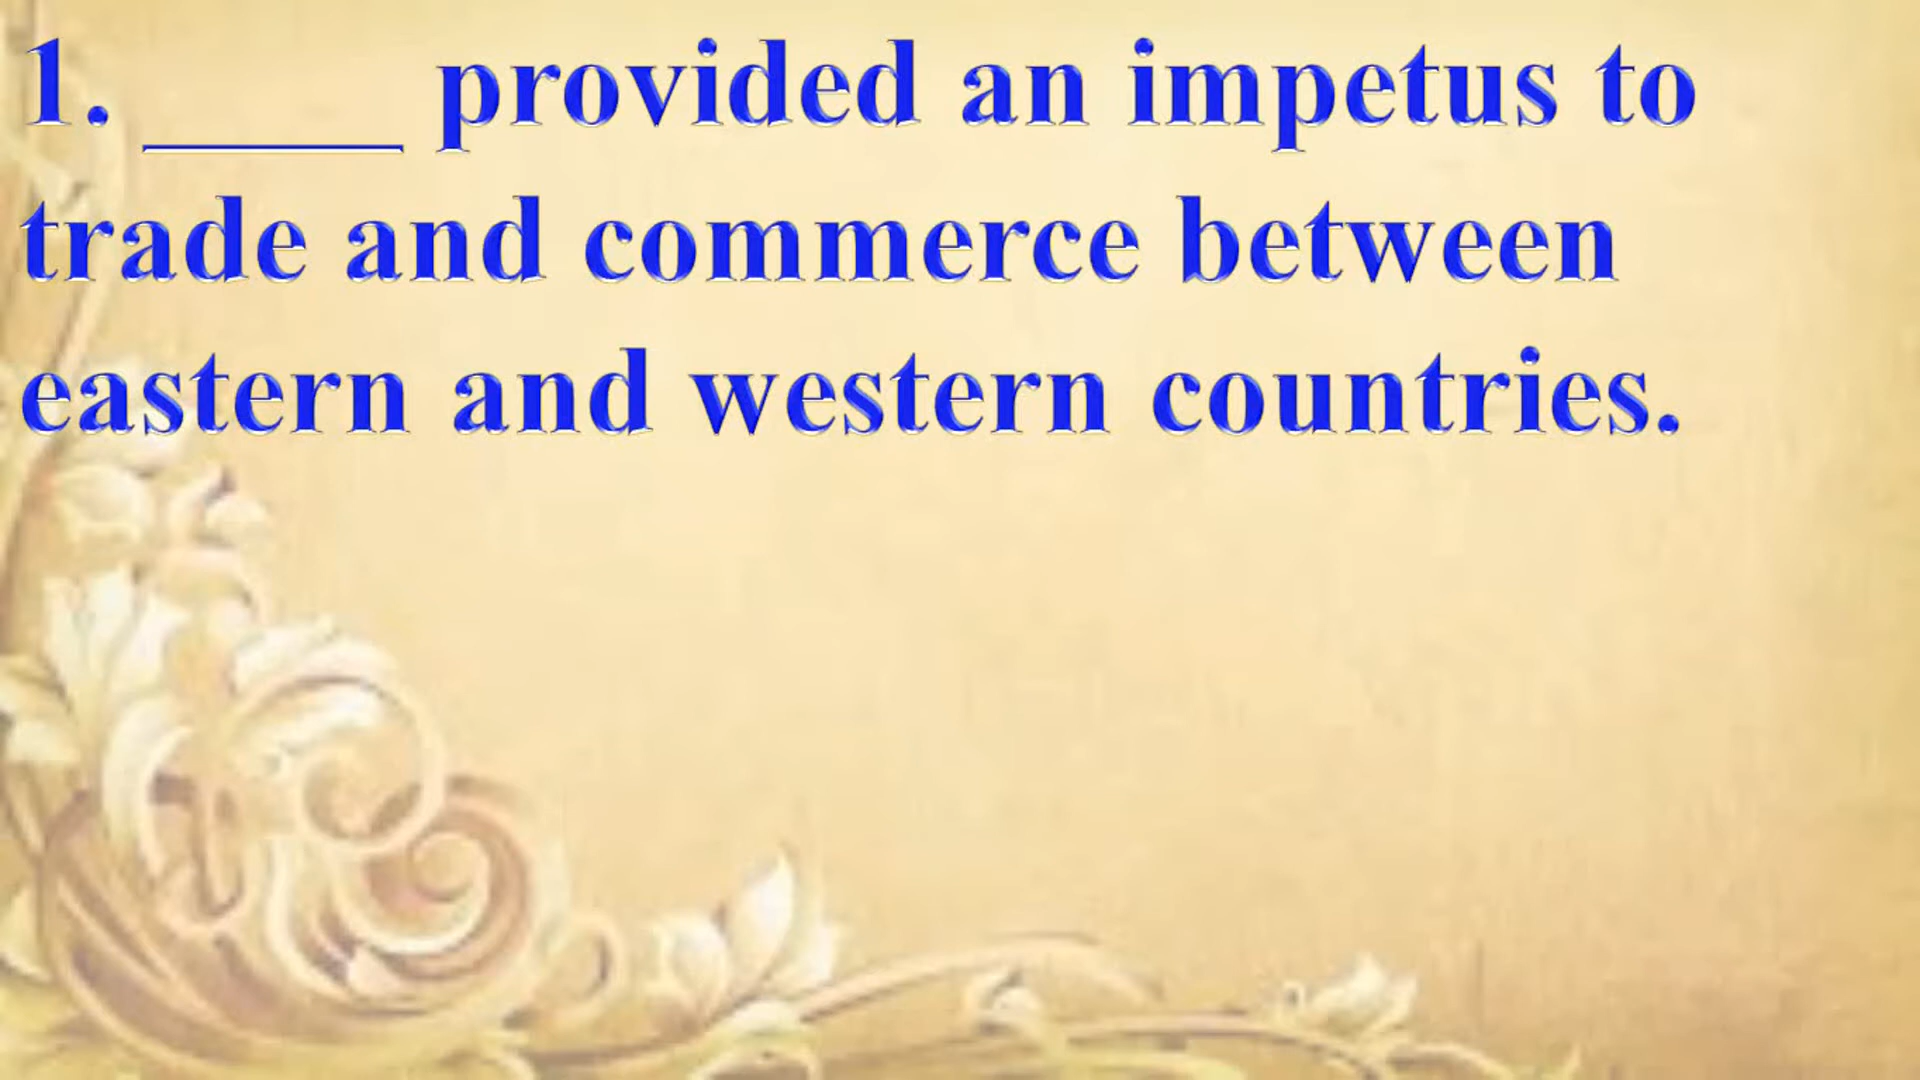 1. _____ provided an impetus to
trade and commerce between
eastern and western countries.